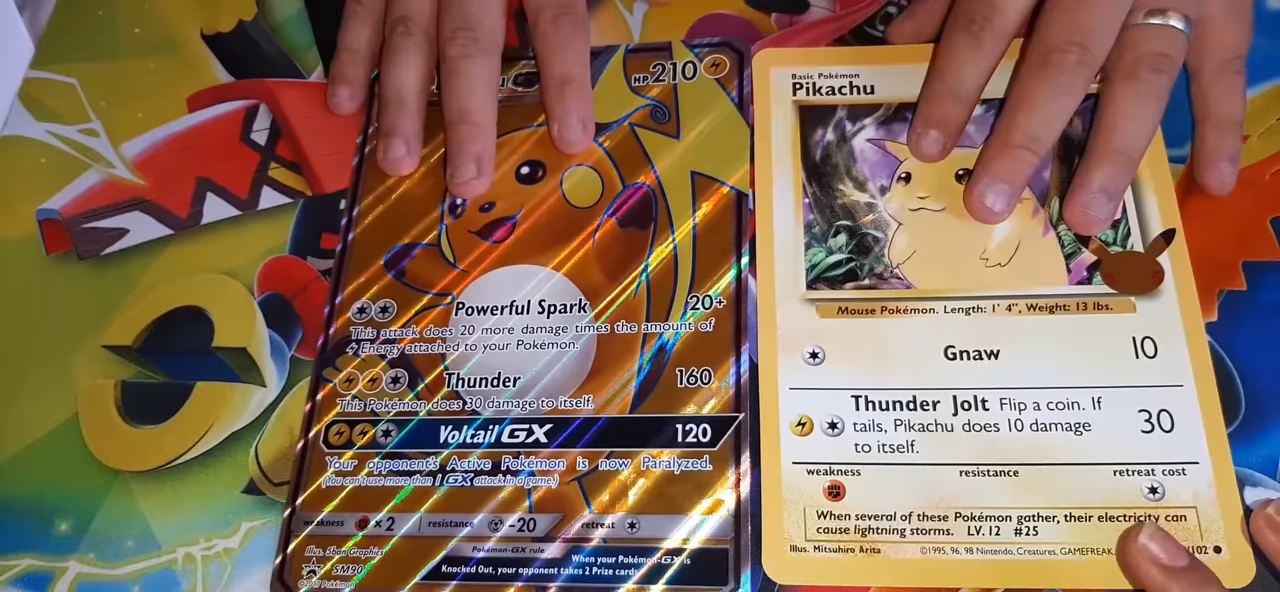 HP 210
Powerful Spark 20+
This attack does 20 more damage times the amount of
Energy attached to your Pokémon.
Thunder 160
This Pokémon does 30 damage to itself.
Voltail GX 120
Your opponent's Active Pokémon is now Paralyzed.
(You can't use more than 1 GX attack in a game.)
weakness ×2 resistance -20 retreat
Illus. 5ban Graphics
SM90
©2017 Pokémon
Pokémon-GX rule
When your Pokémon-GX is
Knocked Out, your opponent takes 2 Prize cards.
Basic Pokémon
Pikachu
Mouse Pokémon. Length: 1' 4", Weight: 13 lbs.
Gnaw 10
Thunder Jolt Flip a coin. If
tails, Pikachu does 10 damage
to itself.
30
weakness resistance retreat cost
When several of these Pokémon gather, their electricity can
cause lightning storms. LV. 12 #25
Illus. Mitsuhiro Arita ©1995, 96, 98 Nintendo, Creatures, GAMEFREAK.
/102